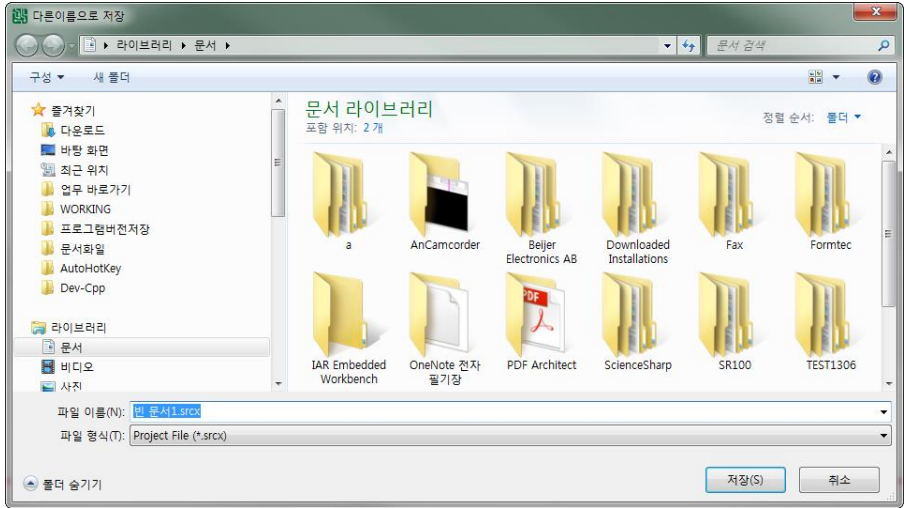 다른이름으로 저장
라이브러리 ▸ 문서 ▸
문서 검색
구성 ▼ 새 폴더
즐겨찾기
다운로드
바탕 화면
최근 위치
업무 바로가기
WORKING
프로그램버전저장
문서화일
AutoHotKey
Dev-Cpp
라이브러리
문서
비디오
사진
문서 라이브러리
포함 위치: 2 개
정렬 순서: 폴더 ▼
a
AnCamcorder
Beijer
Electronics AB
Downloaded
Installations
Fax
Formtec
IAR Embedded
Workbench
OneNote 전자
필기장
PDF
PDF Architect
ScienceSharp
SR100
TEST1306
파일 이름(N): 빈 문서1.srcx
파일 형식(T): Project File (*.srcx)
폴더 숨기기
저장(S)
취소